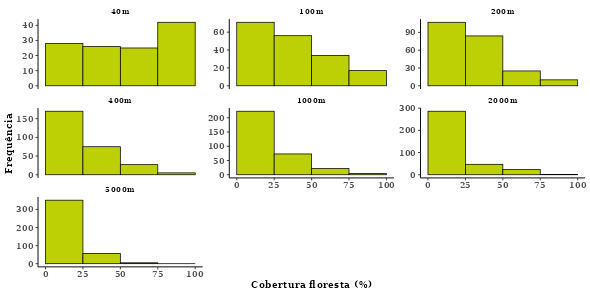 40m 100m 200m
40 30 20 10 0
60 40 20 0
90 60 30 0
400m 1000m 2000m
150 100 50 0
200 150 100 50 0
300 200 100 0
0 25 50 75 100
0 25 50 75 100
5000m
300 200 100 0
0 25 50 75 100
Frequência
Cobertura floresta (%)